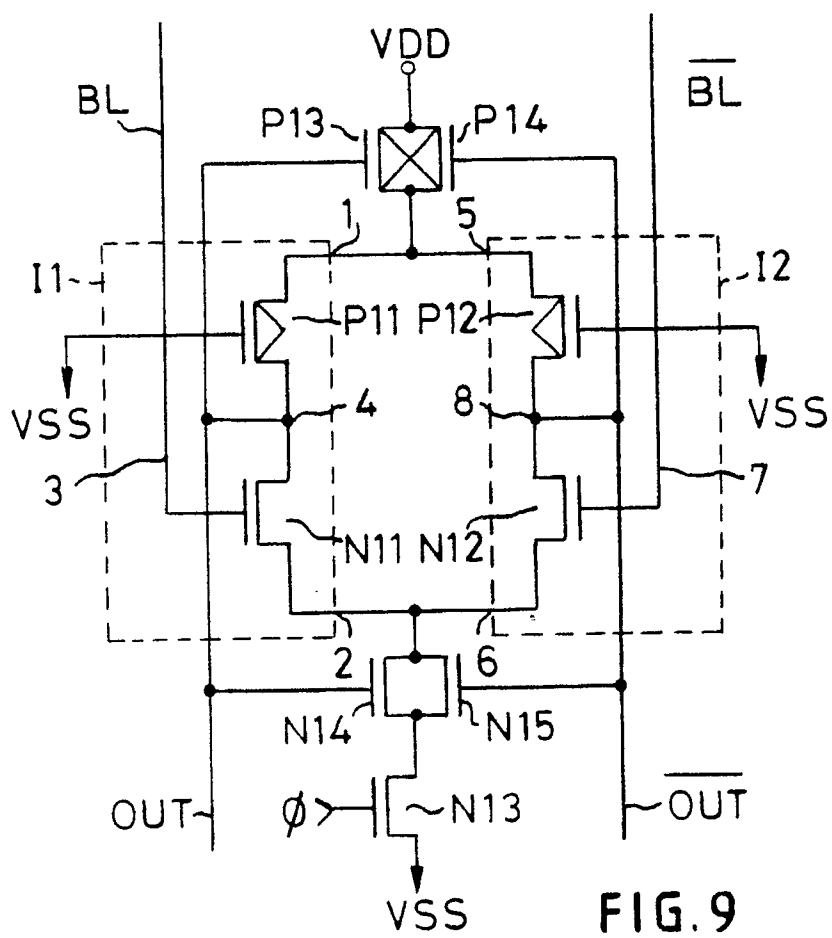 VDD
BL
BL
P13
P14
1
5
I1
I2
P11
P12
VSS
4
8
VSS
3
7
N11
N12
2
6
N14
N15
OUT
Ø
N13
OUT
VSS
FIG. 9